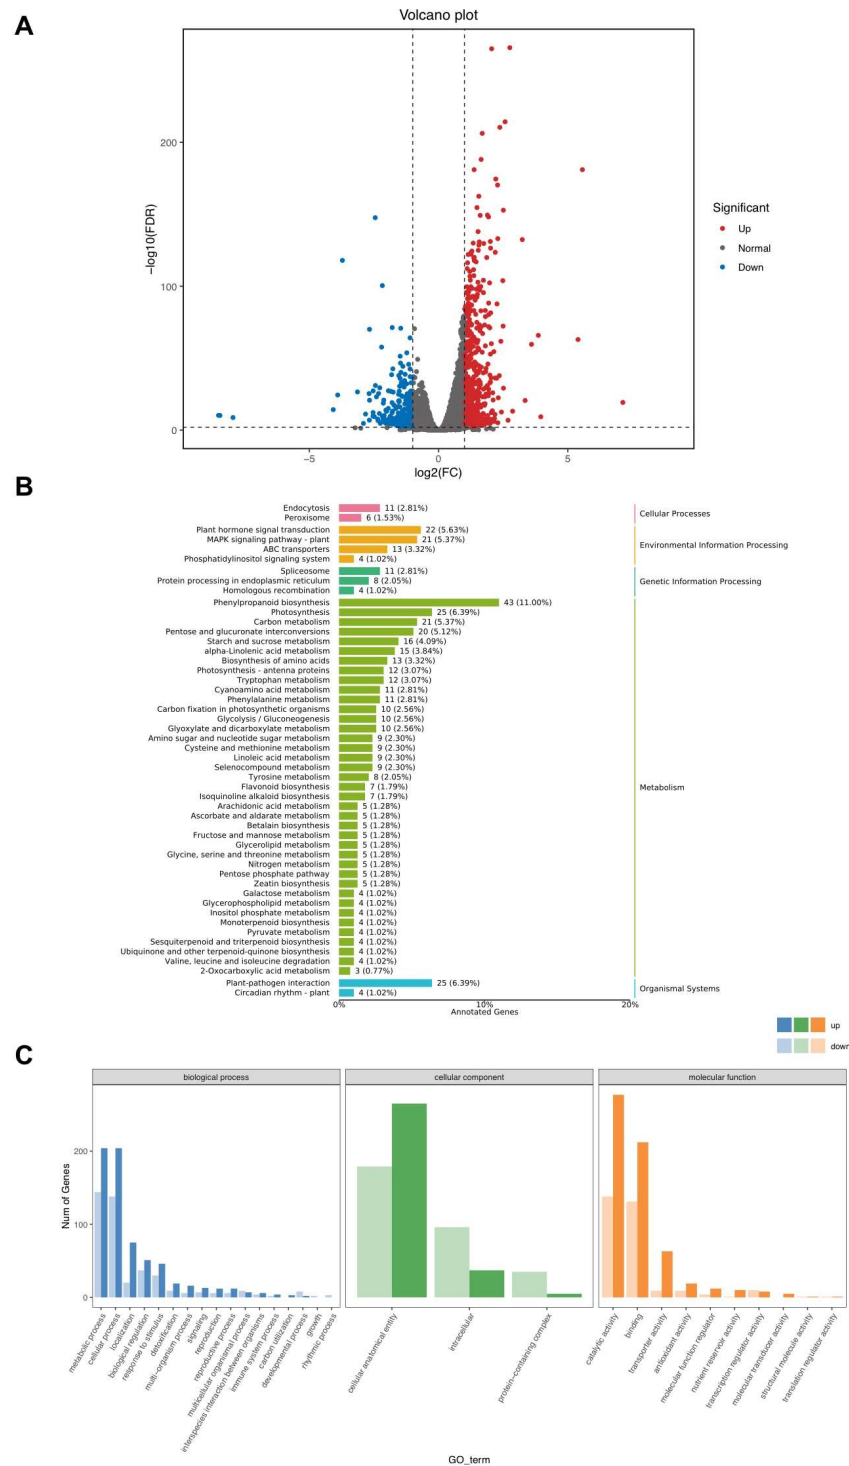 A
Volcano plot
−log10(FDR)
200
100
0
−5
0
5
log2(FC)
Significant
Up
Normal
Down
B
Endocytosis 11 (2.81%)
Peroxisome 6 (1.53%)
Cellular Processes
Plant hormone signal transduction 22 (5.63%)
MAPK signaling pathway - plant 21 (5.37%)
ABC transporters 13 (3.32%)
Phosphatidylinositol signaling system 4 (1.02%)
Environmental Information Processing
Spliceosome 11 (2.81%)
Protein processing in endoplasmic reticulum 8 (2.05%)
Homologous recombination 4 (1.02%)
Genetic Information Processing
Phenylpropanoid biosynthesis 43 (11.00%)
Photosynthesis 25 (6.39%)
Carbon metabolism 21 (5.37%)
Pentose and glucuronate interconversions 20 (5.12%)
Starch and sucrose metabolism 16 (4.09%)
alpha-Linolenic acid metabolism 15 (3.84%)
Biosynthesis of amino acids 13 (3.32%)
Photosynthesis - antenna proteins 12 (3.07%)
Tryptophan metabolism 12 (3.07%)
Cyanoamino acid metabolism 11 (2.81%)
Phenylalanine metabolism 11 (2.81%)
Carbon fixation in photosynthetic organisms 10 (2.56%)
Glycolysis / Gluconeogenesis 10 (2.56%)
Glyoxylate and dicarboxylate metabolism 10 (2.56%)
Amino sugar and nucleotide sugar metabolism 9 (2.30%)
Cysteine and methionine metabolism 9 (2.30%)
Linoleic acid metabolism 9 (2.30%)
Selenocompound metabolism 9 (2.30%)
Tyrosine metabolism 8 (2.05%)
Flavonoid biosynthesis 7 (1.79%)
Isoquinoline alkaloid biosynthesis 7 (1.79%)
Arachidonic acid metabolism 5 (1.28%)
Ascorbate and aldarate metabolism 5 (1.28%)
Betalain biosynthesis 5 (1.28%)
Fructose and mannose metabolism 5 (1.28%)
Glycerolipid metabolism 5 (1.28%)
Glycine, serine and threonine metabolism 5 (1.28%)
Nitrogen metabolism 5 (1.28%)
Pentose phosphate pathway 5 (1.28%)
Zeatin biosynthesis 5 (1.28%)
Galactose metabolism 4 (1.02%)
Glycerophospholipid metabolism 4 (1.02%)
Inositol phosphate metabolism 4 (1.02%)
Monoterpenoid biosynthesis 4 (1.02%)
Pyruvate metabolism 4 (1.02%)
Sesquiterpenoid and triterpenoid biosynthesis 4 (1.02%)
Ubiquinone and other terpenoid-quinone biosynthesis 4 (1.02%)
Valine, leucine and isoleucine degradation 4 (1.02%)
2-Oxocarboxylic acid metabolism 3 (0.77%)
Metabolism
Plant-pathogen interaction 25 (6.39%)
Circadian rhythm - plant 4 (1.02%)
Organismal Systems
0%
10%
20%
Annotated Genes
C
up
down
biological process
cellular component
molecular function
Num of Genes
200
100
0
metabolic process
cellular process
localization
biological regulation
response to stimulus
detoxification
multi−organism process
signaling
reproduction
reproductive process
multicellular organismal process
interspecies interaction between organisms
immune system process
carbon utilization
developmental process
growth
rhythmic process
cellular anatomical entity
intracellular
protein−containing complex
catalytic activity
binding
transporter activity
antioxidant activity
molecular function regulator
nutrient reservoir activity
transcription regulator activity
molecular transducer activity
structural molecule activity
translation regulator activity
GO_term